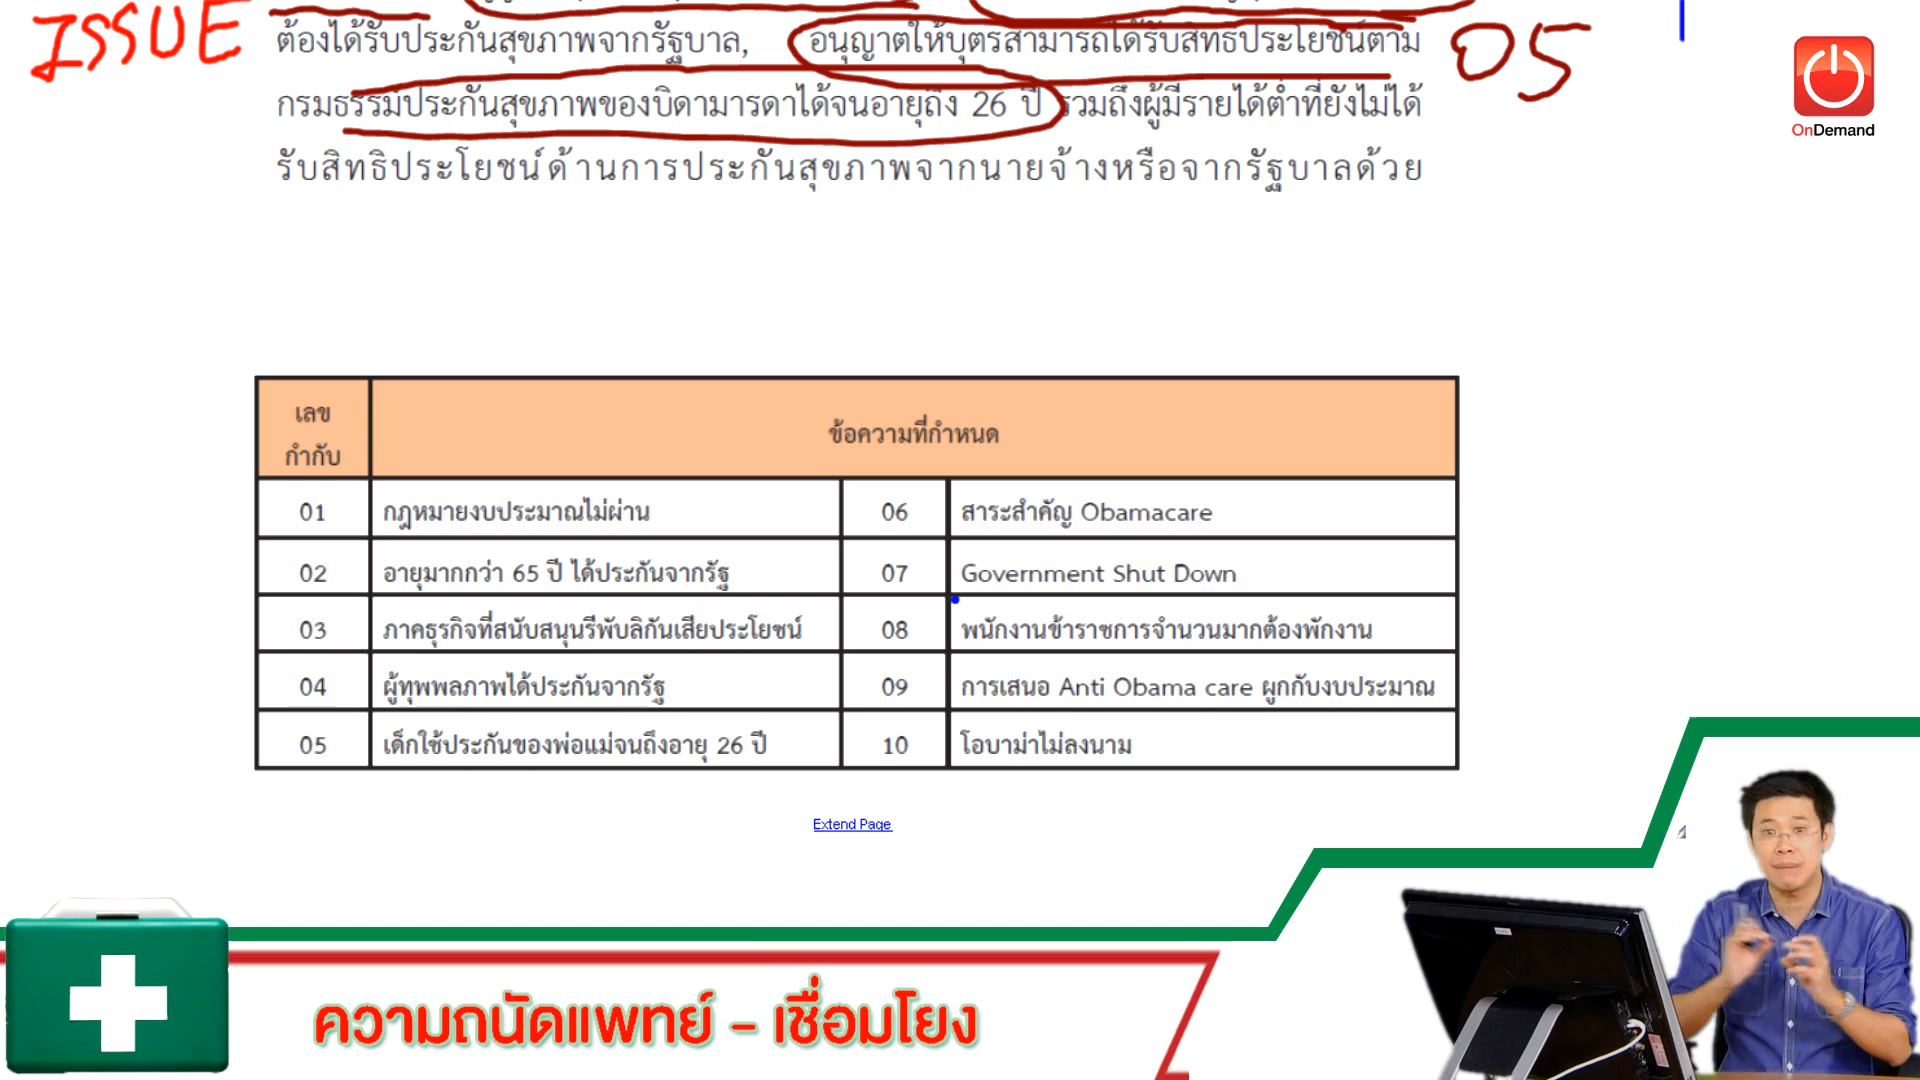 ISSUE
ต้องได้รับประกันสุขภาพจากรัฐบาล, อนุญาตให้บุตรสามารถได้รับสิทธิประโยชน์ตาม
05
กรมธรรม์ประกันสุขภาพของบิดามารดาได้จนอายุถึง 26 ปี รวมถึงผู้มีรายได้ต่ำที่ยังไม่ได้
รับสิทธิประโยชน์ด้านการประกันสุขภาพจากนายจ้างหรือจากรัฐบาลด้วย
OnDemand
เลขกำกับ ข้อความที่กำหนด
01 กฎหมายงบประมาณไม่ผ่าน 06 สาระสำคัญ Obamacare
02 อายุมากกว่า 65 ปี ได้ประกันจากรัฐ 07 Government Shut Down
03 ภาคธุรกิจที่สนับสนุนรีพับลิกันเสียประโยชน์ 08 พนักงานข้าราชการจำนวนมากต้องพักงาน
04 ผู้ทุพพลภาพได้ประกันจากรัฐ 09 การเสนอ Anti Obama care ผูกกับงบประมาณ
05 เด็กใช้ประกันของพ่อแม่จนถึงอายุ 26 ปี 10 โอบาม่าไม่ลงนาม
Extend Page
ความถนัดแพทย์ - เชื่อมโยง